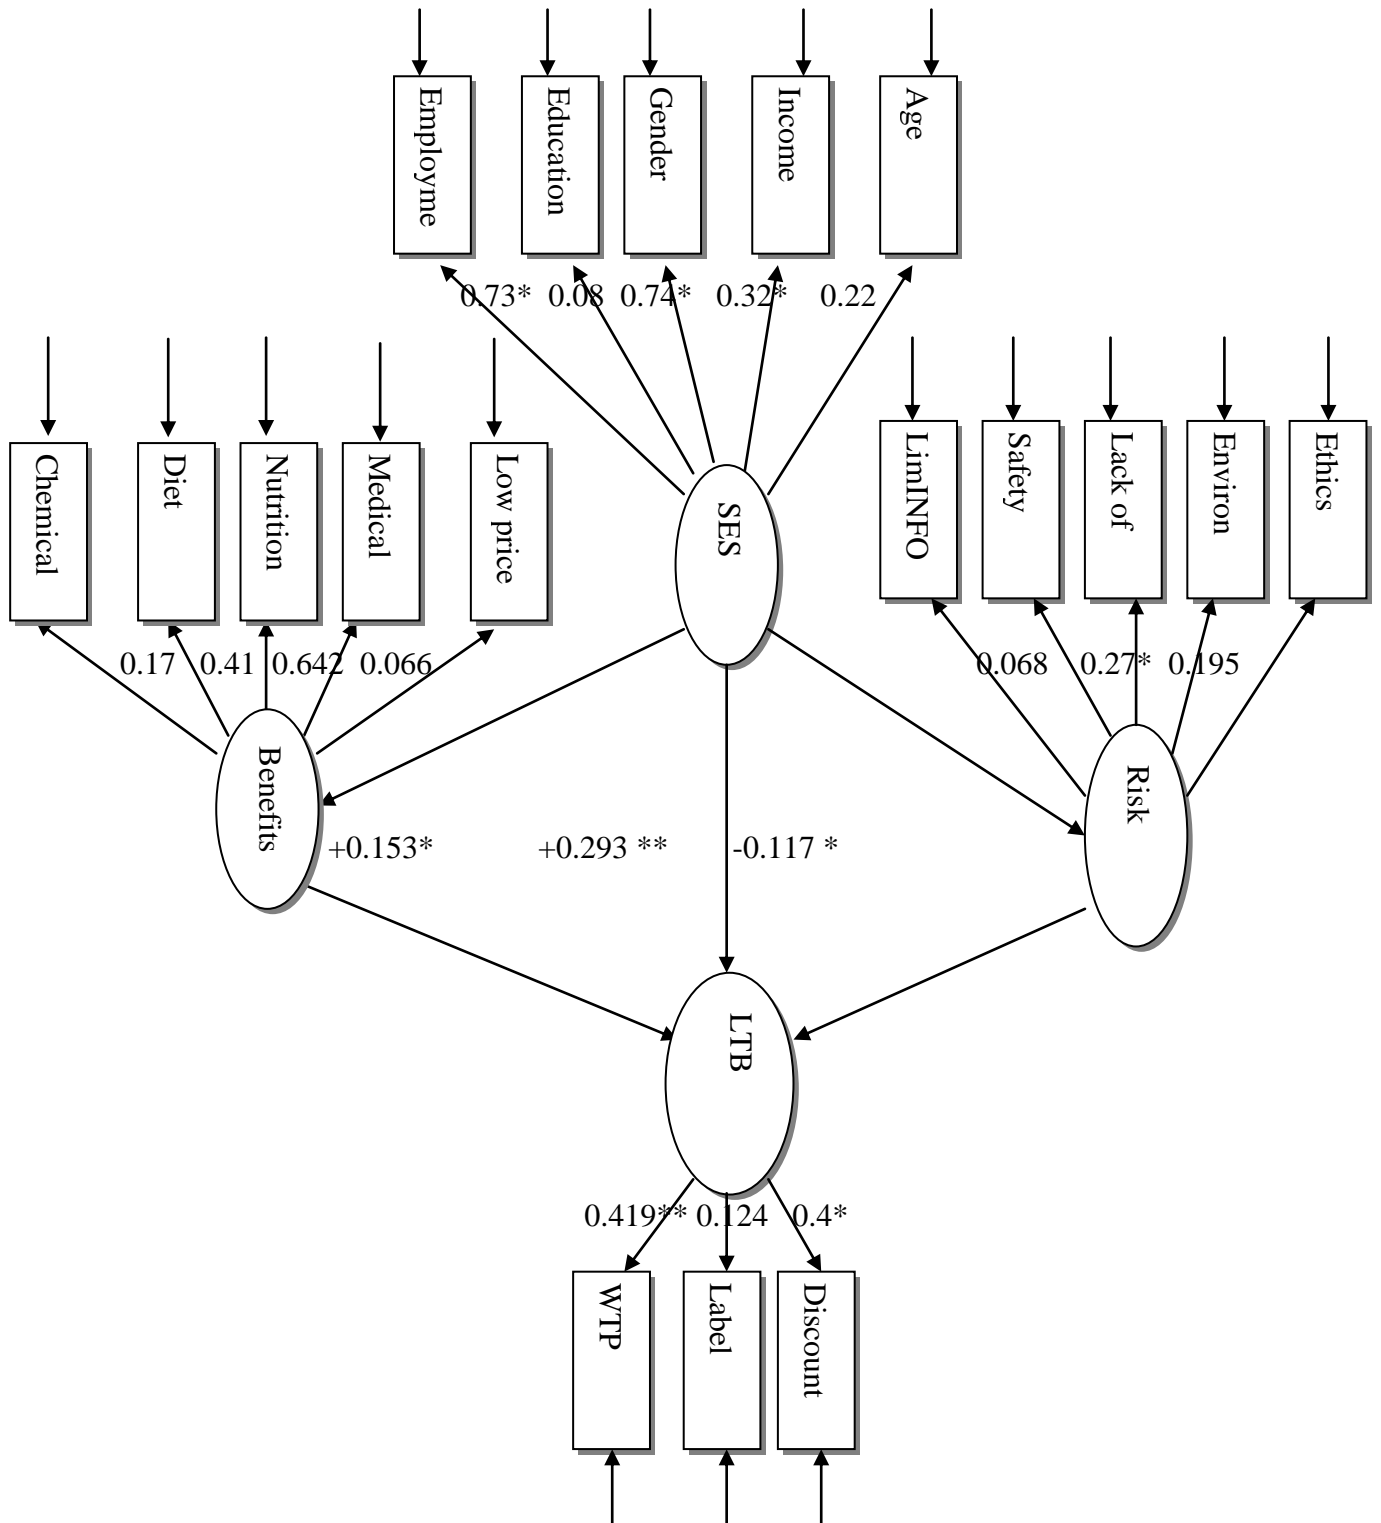 Employme
Education
Gender
Income
Age
0.73*
0.08
0.74*
0.32*
0.22
Chemical
Diet
Nutrition
Medical
Low price
SES
LimINFO
Safety
Lack of
Environ
Ethics
0.17
0.41
0.642
0.066
0.068
0.27*
0.195
Benefits
Risk
+0.153*
+0.293 **
-0.117 *
LTB
0.419**
0.124
0.4*
WTP
Label
Discount